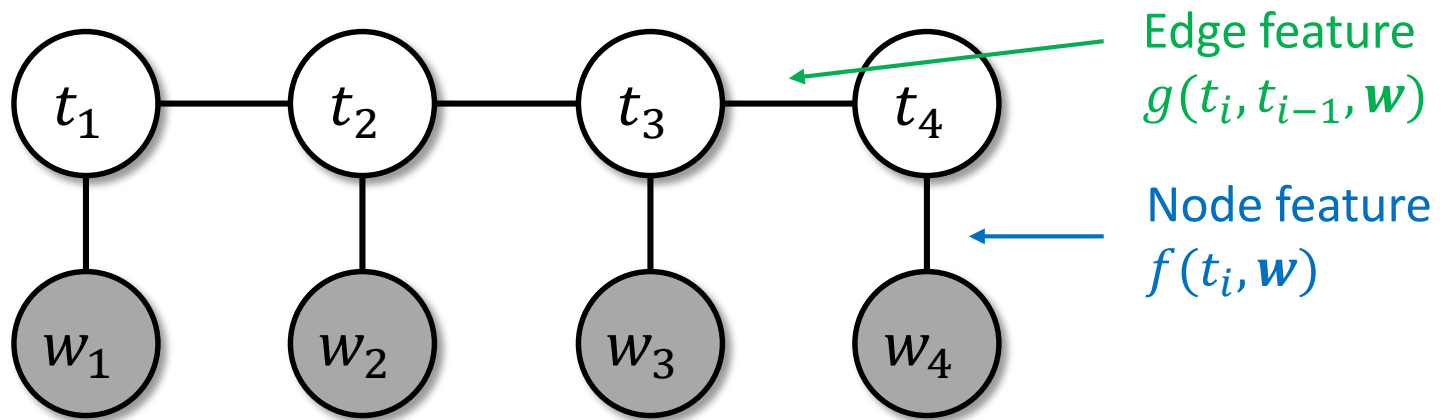 t₁ t₂ t₃ t₄
Edge feature
g(tᵢ, tᵢ₋₁, w)
Node feature
f(tᵢ, w)
w₁ w₂ w₃ w₄